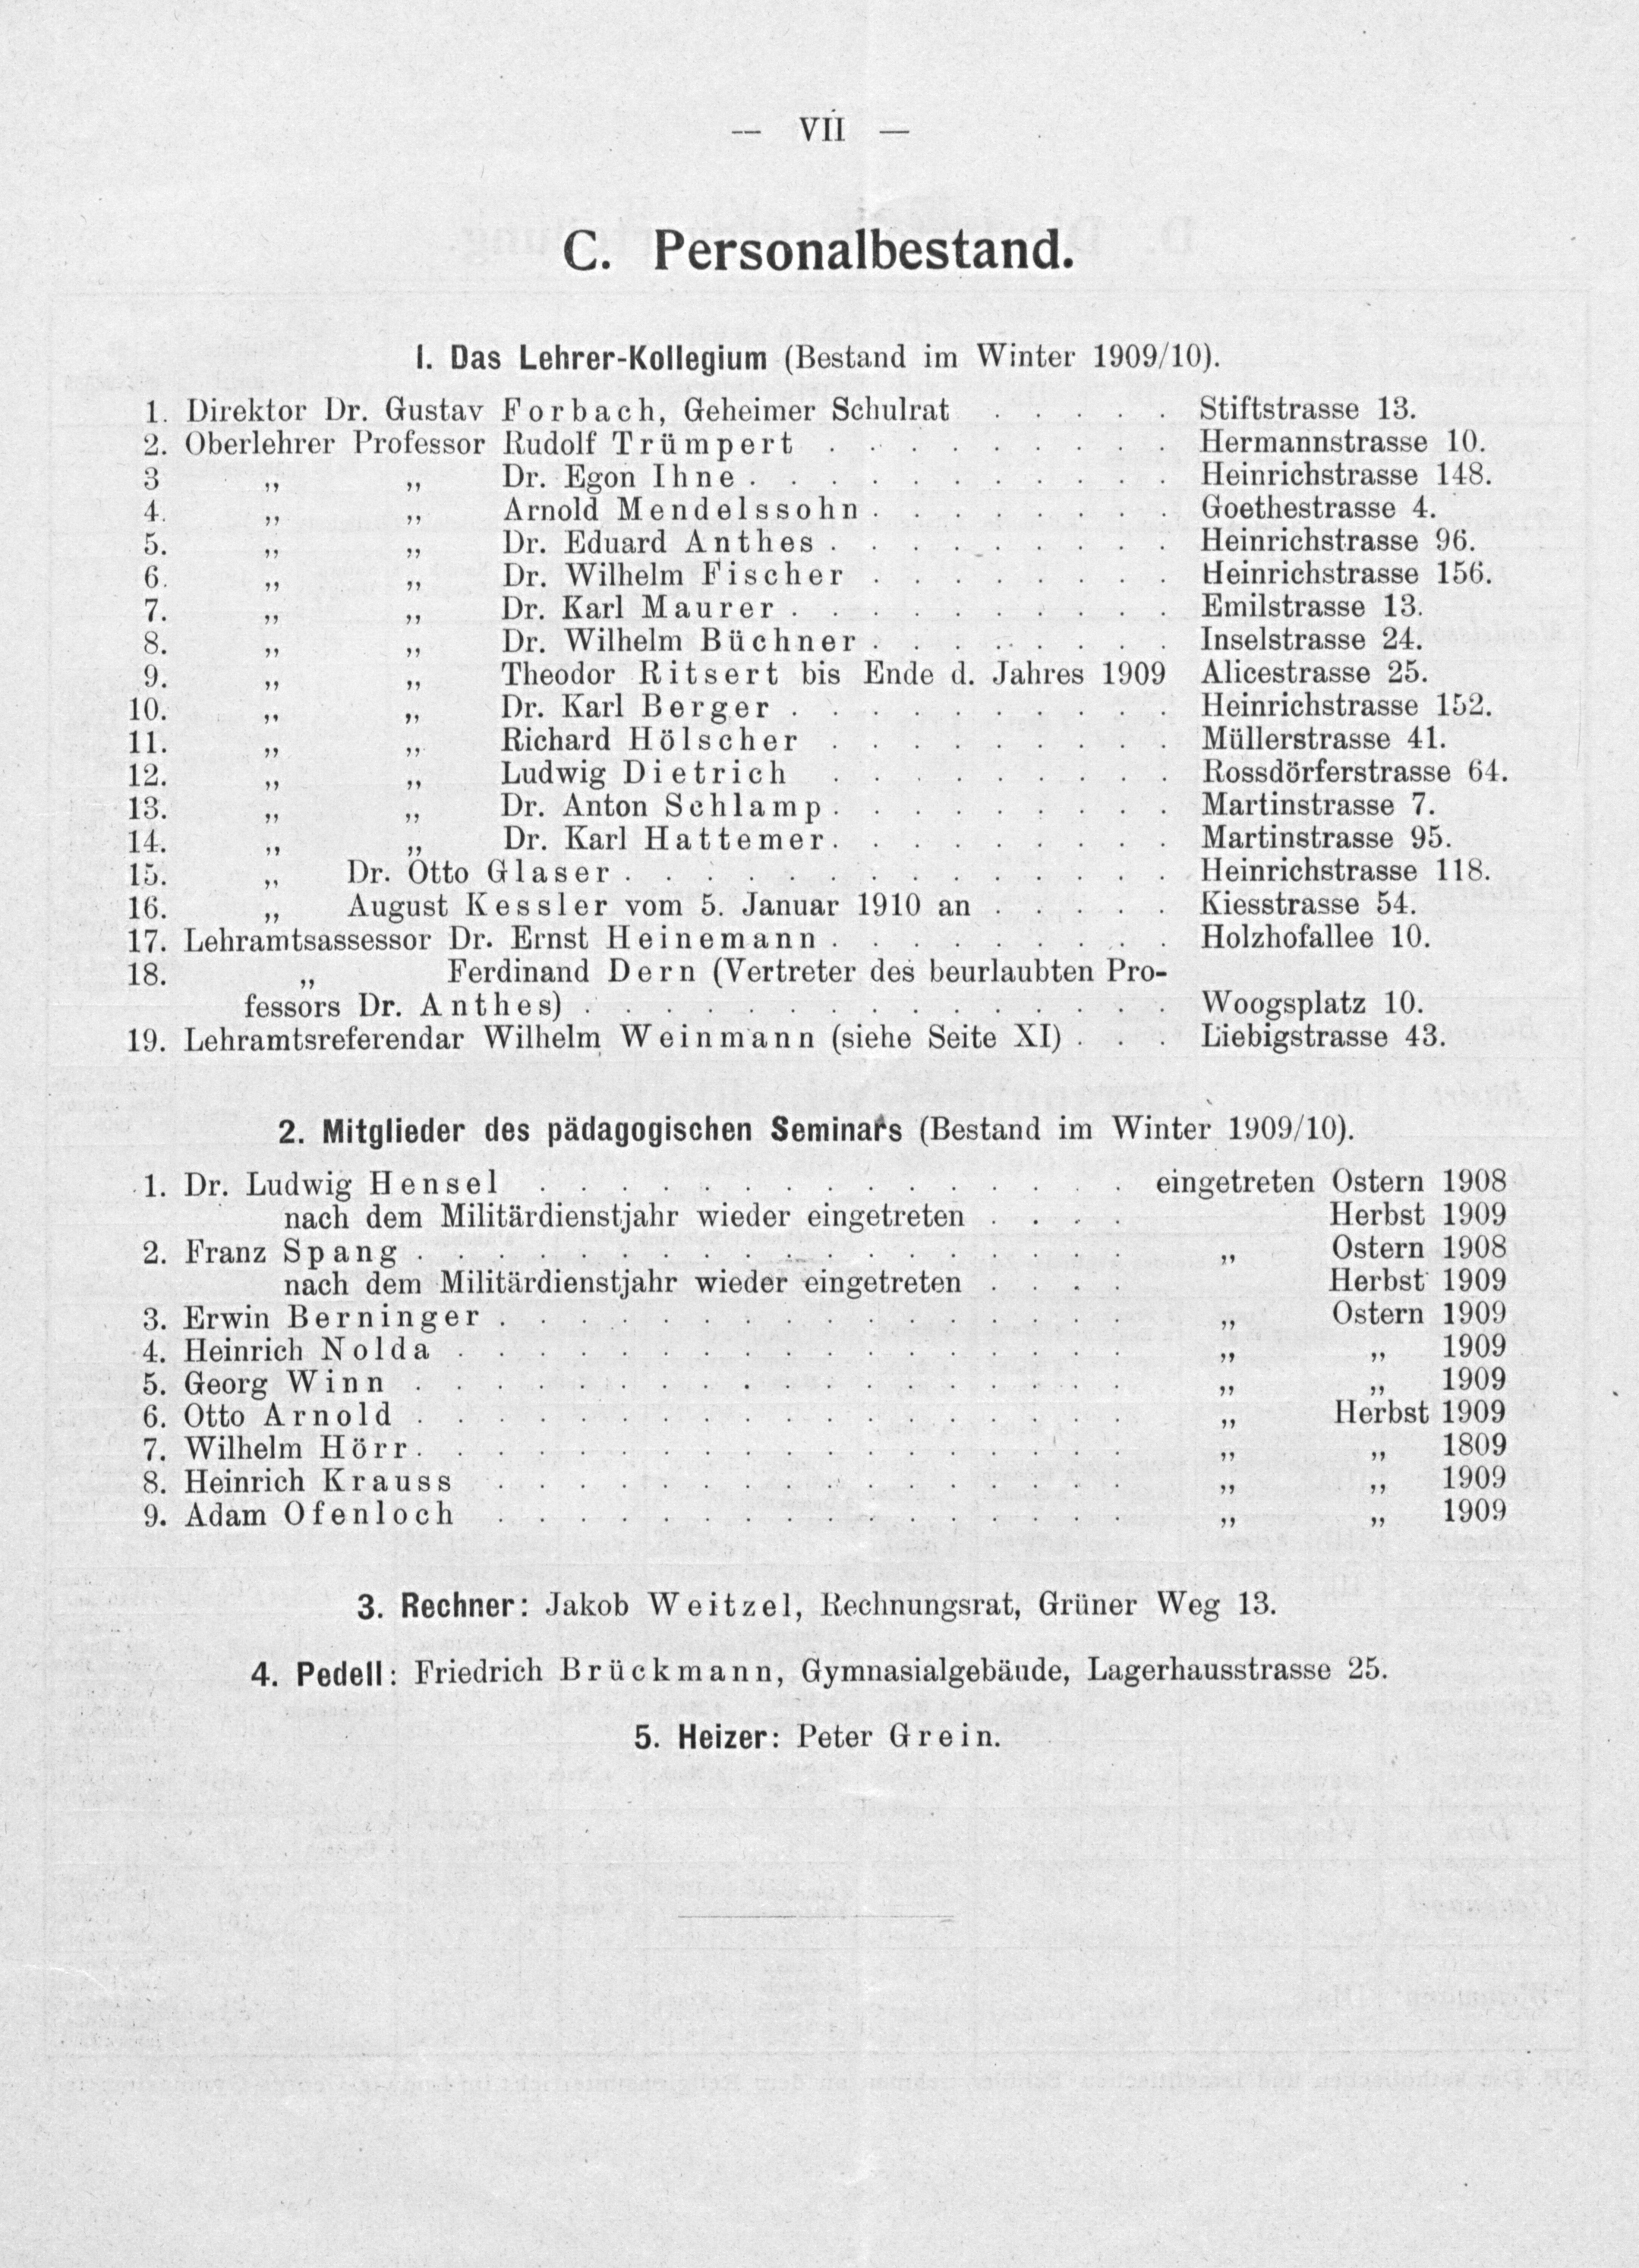 — VII —
C. Personalbestand.
I. Das Lehrer-Kollegium (Bestand im Winter 1909/10).
1. Direktor Dr. Gustav Forbach, Geheimer Schulrat . . . . . Stiftstrasse 13.
2. Oberlehrer Professor Rudolf Trümpert . . . . . . . . . Hermannstrasse 10.
3 „ „ Dr. Egon Ihne . . . . . . . . . . . Heinrichstrasse 148.
4. „ „ Arnold Mendelssohn . . . . . . . . Goethestrasse 4.
5. „ „ Dr. Eduard Anthes . . . . . . . . . Heinrichstrasse 96.
6. „ „ Dr. Wilhelm Fischer . . . . . . . . Heinrichstrasse 156.
7. „ „ Dr. Karl Maurer . . . . . . . . . . Emilstrasse 13.
8. „ „ Dr. Wilhelm Büchner . . . . . . . . Inselstrasse 24.
9. „ „ Theodor Ritsert bis Ende d. Jahres 1909 Alicestrasse 25.
10. „ „ Dr. Karl Berger . . . . . . . . . . Heinrichstrasse 152.
11. „ „ Richard Hölscher . . . . . . . . . Müllerstrasse 41.
12. „ „ Ludwig Dietrich . . . . . . . . . Rossdörferstrasse 64.
13. „ „ Dr. Anton Schlamp . . . . . . . . . Martinstrasse 7.
14. „ „ Dr. Karl Hattemer . . . . . . . . . Martinstrasse 95.
15. „ Dr. Otto Glaser . . . . . . . . . . . . . . Heinrichstrasse 118.
16. „ August Kessler vom 5. Januar 1910 an . . . . . Kiesstrasse 54.
17. Lehramtsassessor Dr. Ernst Heinemann . . . . . . . . . Holzhofallee 10.
18. „ Ferdinand Dern (Vertreter des beurlaubten Pro-
fessors Dr. Anthes) . . . . . . . . . . . . . . . Woogsplatz 10.
19. Lehramtsreferendar Wilhelm Weinmann (siehe Seite XI) . . . Liebigstrasse 43.
2. Mitglieder des pädagogischen Seminars (Bestand im Winter 1909/10).
1. Dr. Ludwig Hensel . . . . . . . . . . . . . . . eingetreten Ostern 1908
nach dem Militärdienstjahr wieder eingetreten . . . . Herbst 1909
2. Franz Spang . . . . . . . . . . . . . . . . . . „ Ostern 1908
nach dem Militärdienstjahr wieder eingetreten . . . . Herbst 1909
3. Erwin Berninger . . . . . . . . . . . . . . . . „ Ostern 1909
4. Heinrich Nolda . . . . . . . . . . . . . . . . . „ „ 1909
5. Georg Winn . . . . . . . . . . . . . . . . . . „ „ 1909
6. Otto Arnold . . . . . . . . . . . . . . . . . . „ Herbst 1909
7. Wilhelm Hörr . . . . . . . . . . . . . . . . . . „ „ 1809
8. Heinrich Krauss . . . . . . . . . . . . . . . . „ „ 1909
9. Adam Ofenloch . . . . . . . . . . . . . . . . „ „ 1909
3. Rechner: Jakob Weitzel, Rechnungsrat, Grüner Weg 13.
4. Pedell: Friedrich Brückmann, Gymnasialgebäude, Lagerhausstrasse 25.
5. Heizer: Peter Grein.